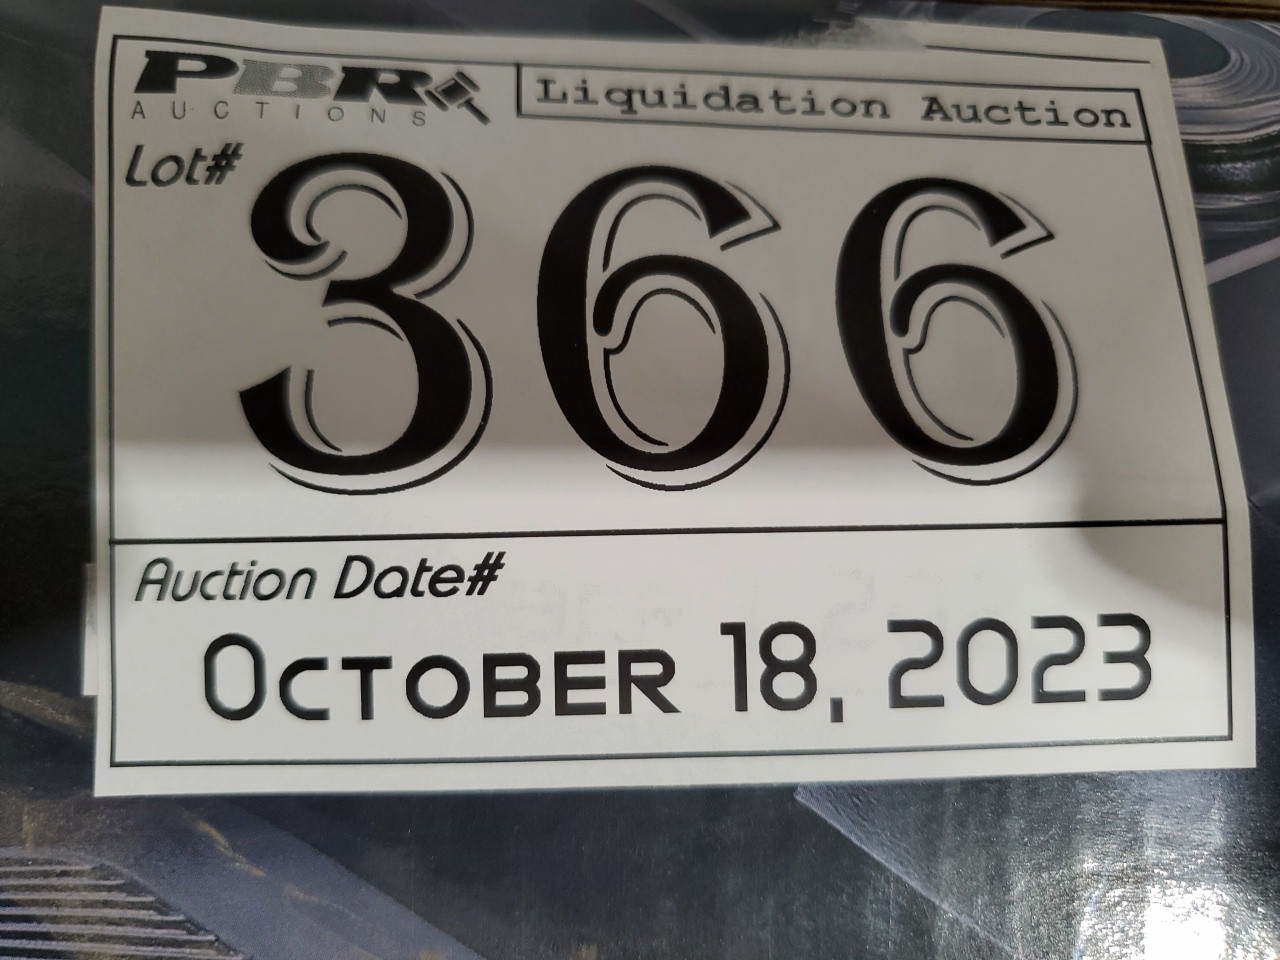 PBR
AUCTIONS
Liquidation Auction
Lot#
366
Auction Date#
OCTOBER 18, 2023